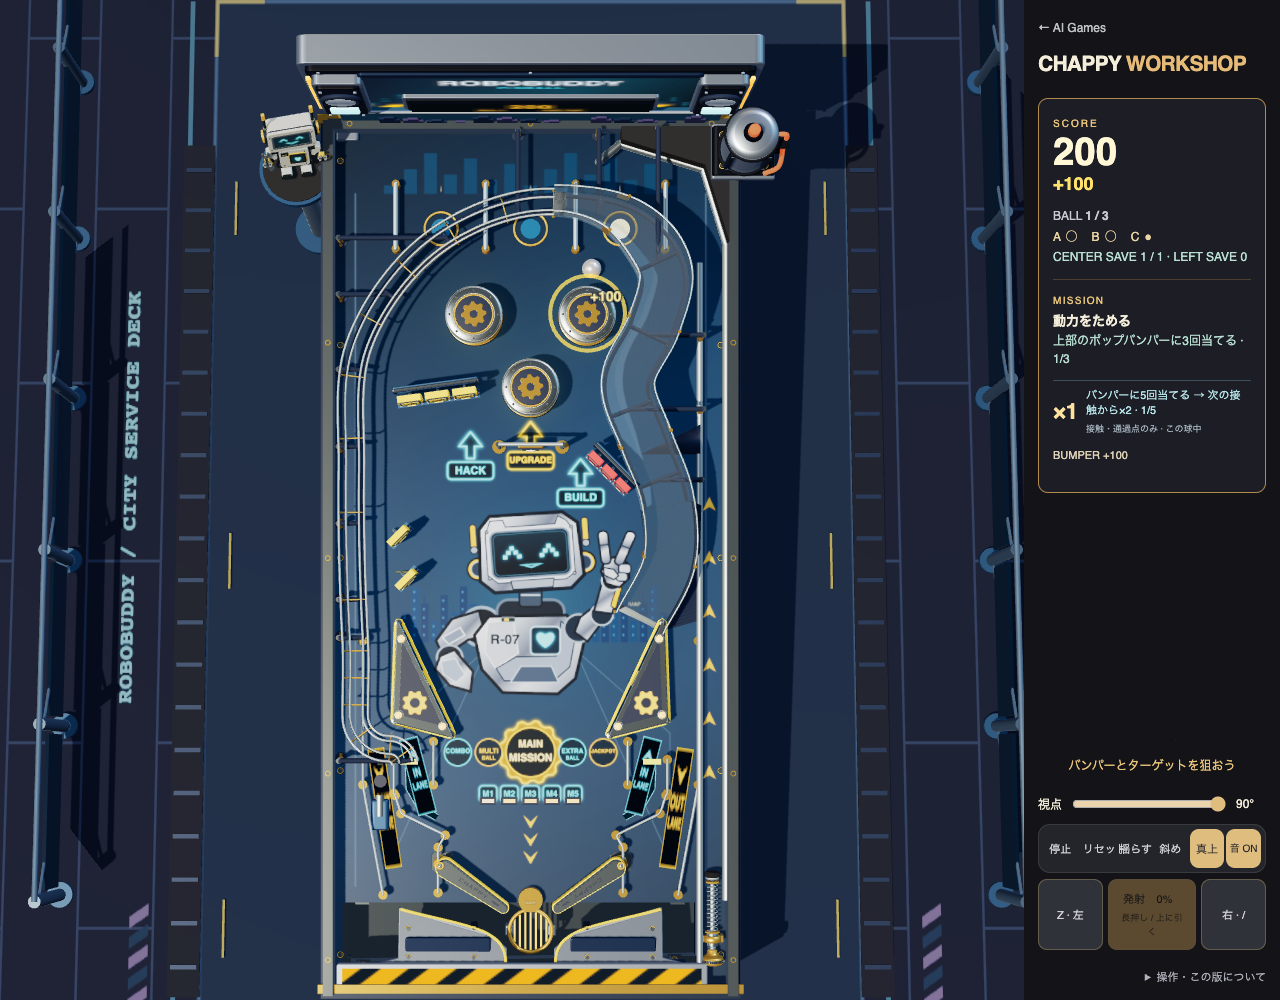 ← AI Games
CHAPPY WORKSHOP
SCORE
200
+100
BALL 1 / 3
A ○ B ○ C ●
CENTER SAVE 1 / 1 · LEFT SAVE 0
MISSION
動力をためる
上部のポップバンパーに3回当てる ·
1/3
×1
バンパーに5回当てる → 次の接
触から×2 · 1/5
接触・通過点のみ・この球中
BUMPER +100
バンパーとターゲットを狙おう
視点
90°
停止
リセッ
揺らす
斜め
真上
音 ON
Z · 左
発射 0%
長押し / 上に引
く
右 · /
▶ 操作・この版について
ROBOBUDDY
ROBOBUDDY / CITY SERVICE DECK
+100
HACK
UPGRADE
BUILD
R-07
COMBO
MULTI
BALL
MAIN
MISSION
EXTRA
BALL
JACKPOT
IN
LANE
IN
LANE
OUT
LANE
M1 M2 M3 M4 M5